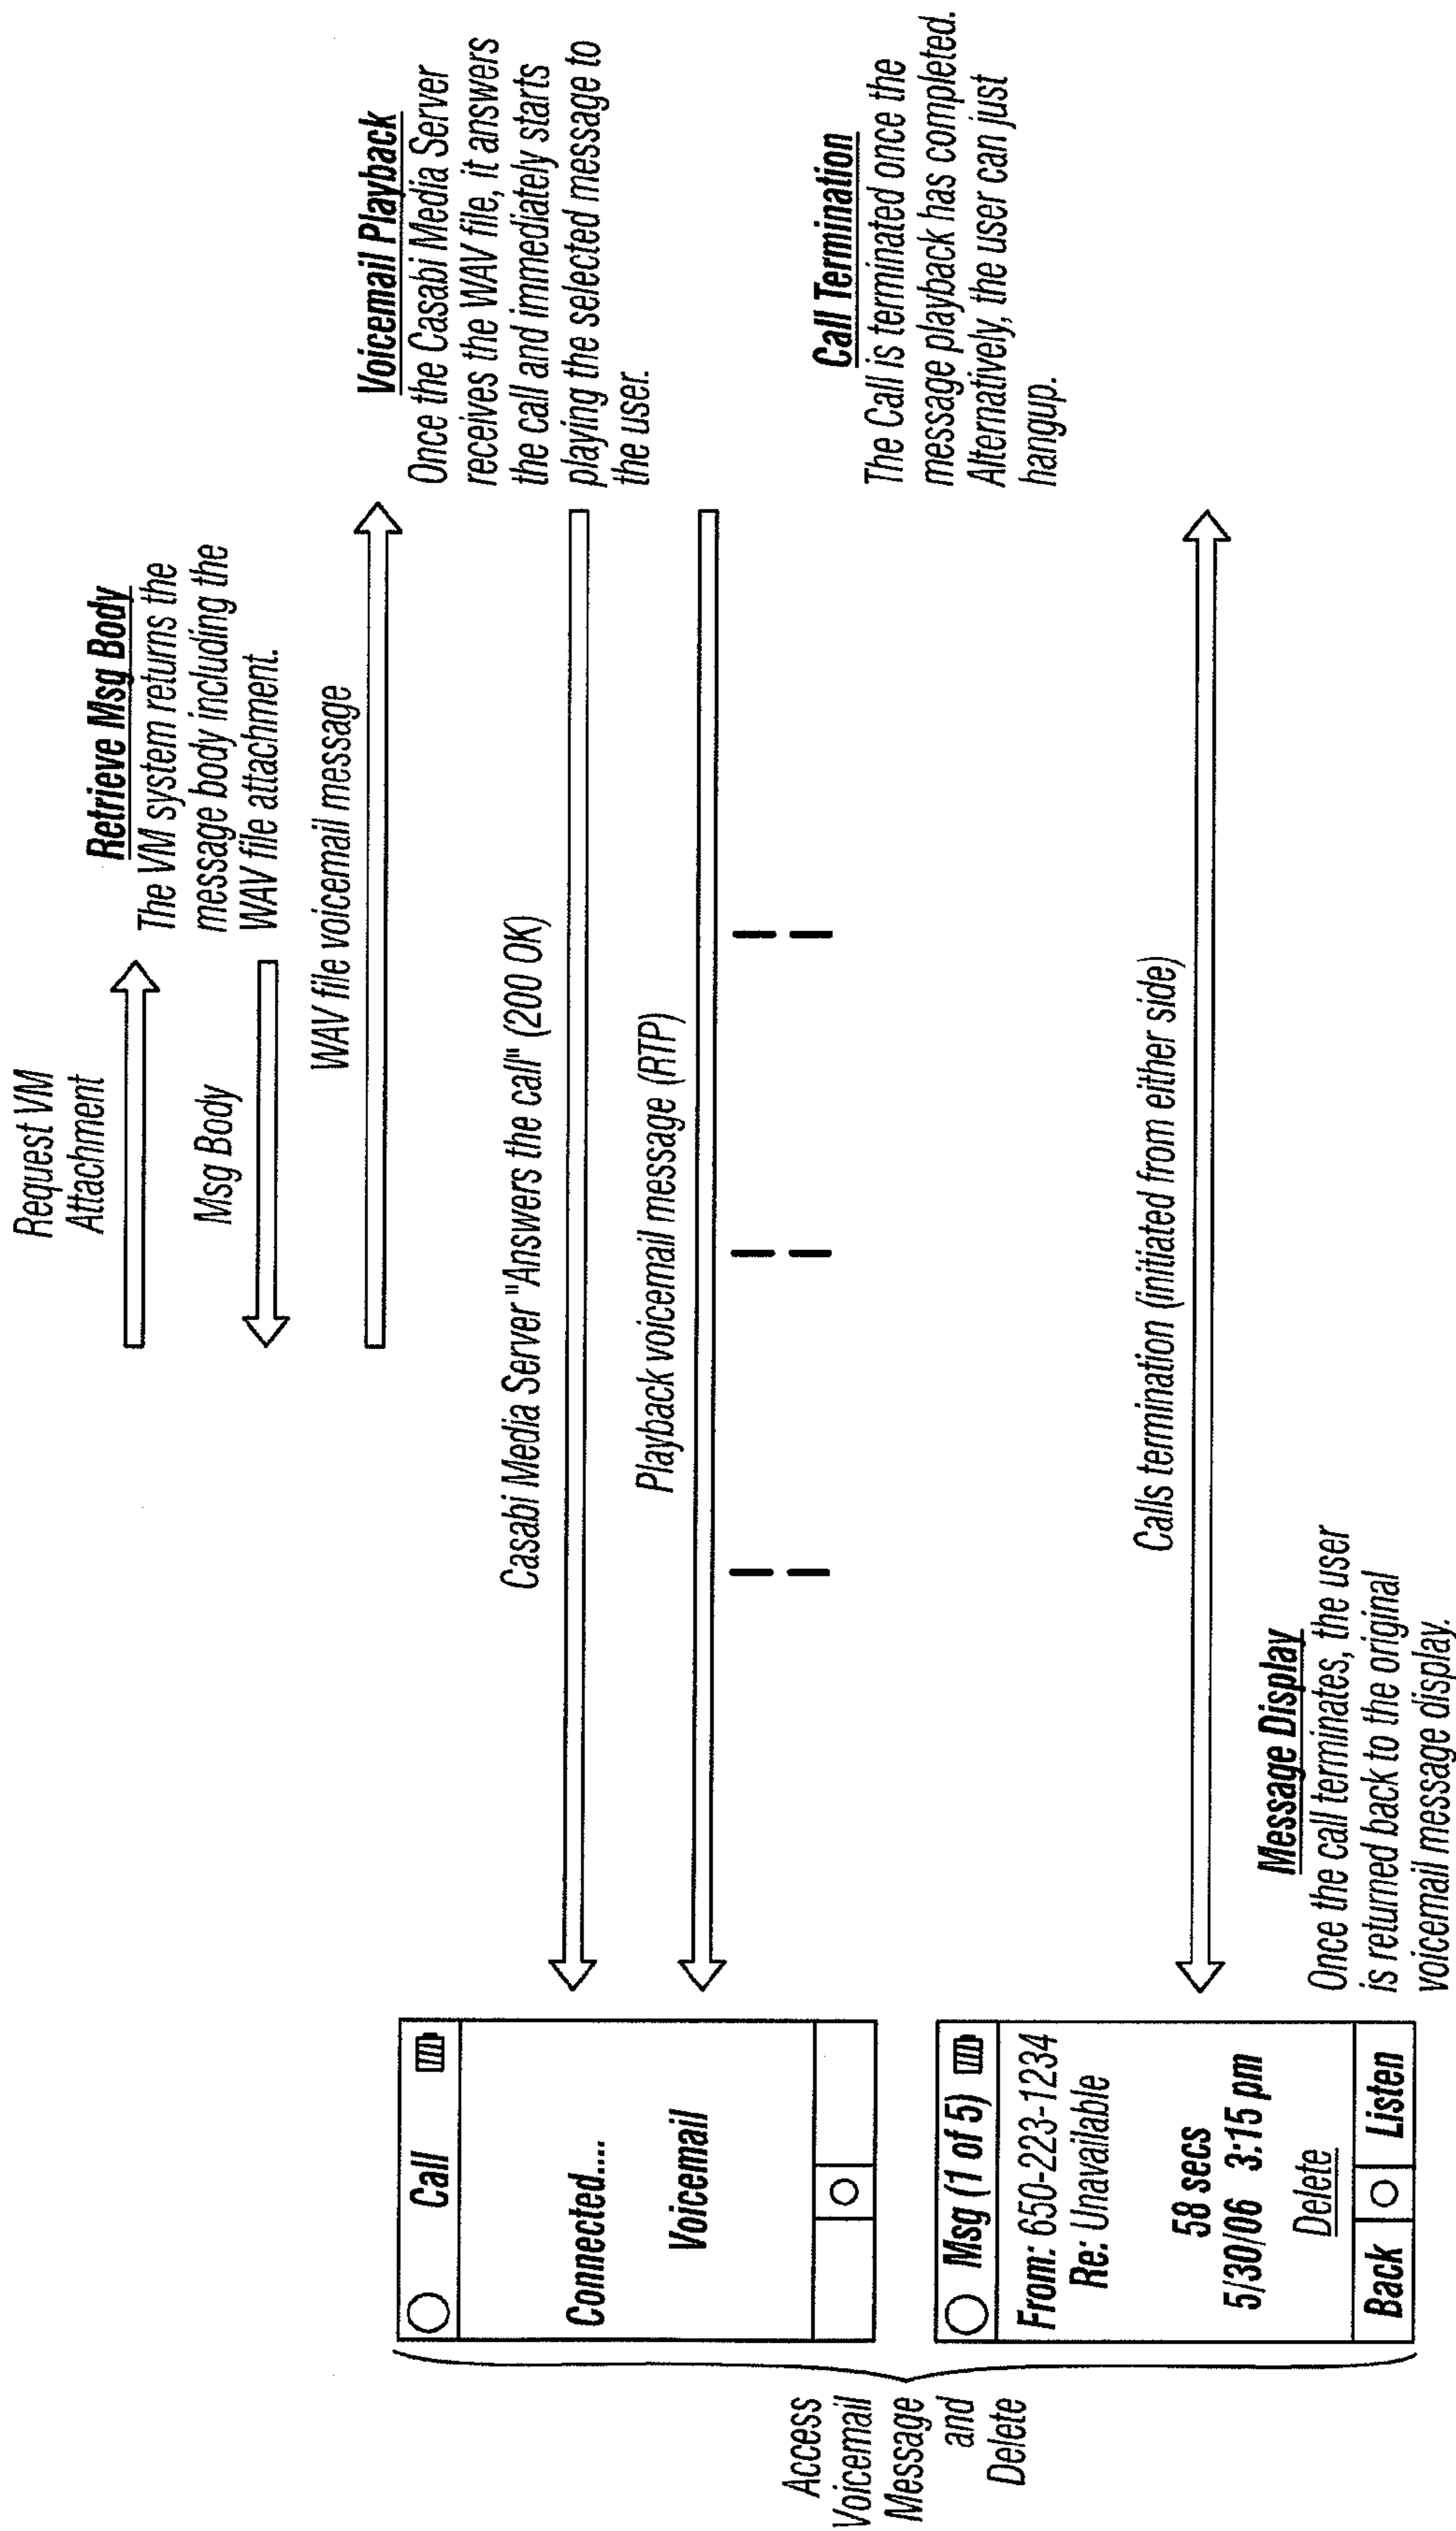 Request VM
Attachment
Retrieve Msg Body
The VM system returns the
message body including the
WAV file attachment.
Msg Body
WAV file voicemail message
Voicemail Playback
Once the Casabi Media Server
receives the WAV file, it answers
the call and immediately starts
playing the selected message to
the user.
Casabi Media Server "Answers the call" (200 OK)
Playback voicemail message (RTP)
Call
Connected...
Voicemail
Call Termination
The Call is terminated once the
message playback has completed.
Alternatively, the user can just
hangup.
Calls termination (initiated from either side)
Access
Voicemail
Message
and
Delete
Msg (1 of 5)
From: 650-223-1234
Re: Unavailable
58 secs
5/30/06 3:15 pm
Delete
Back
Listen
Message Display
Once the call terminates, the user
is returned back to the original
voicemail message display.